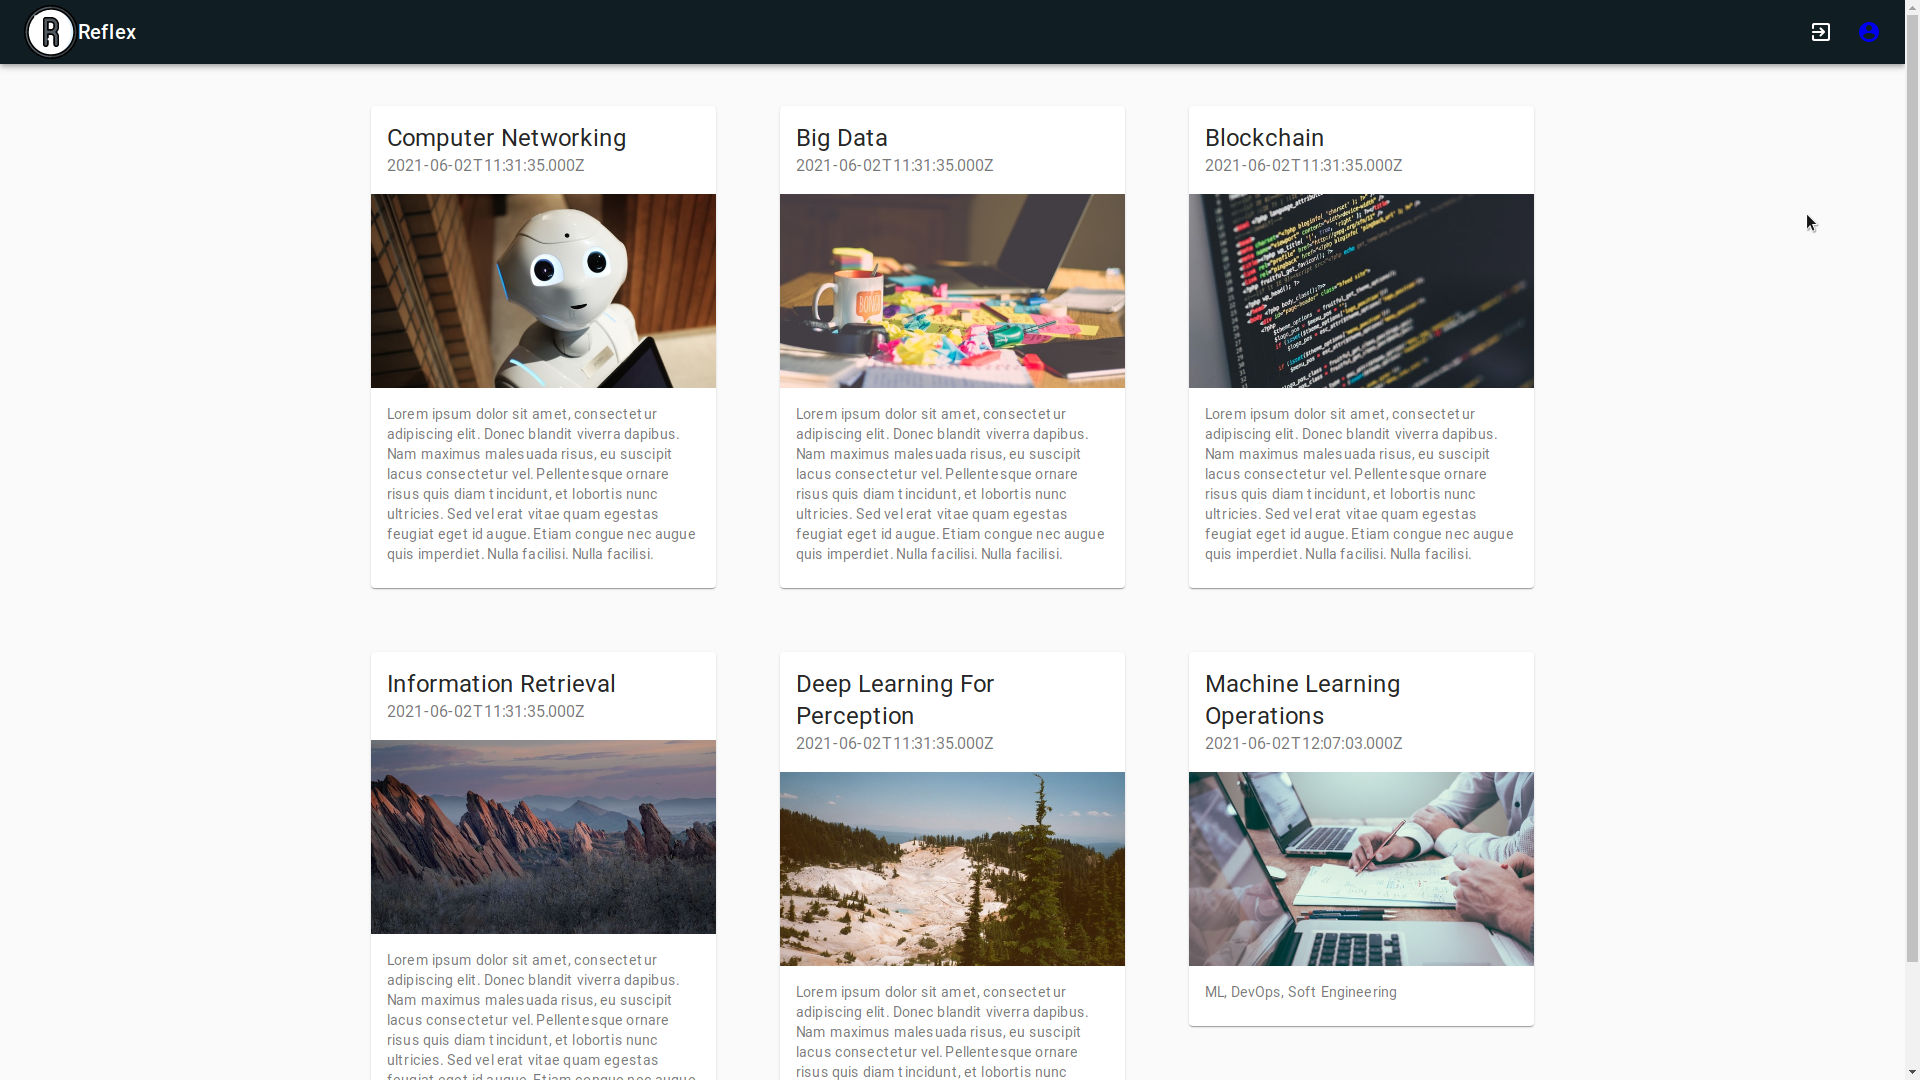 Reflex
Computer Networking
2021-06-02T11:31:35.000Z
Lorem ipsum dolor sit amet, consectetur
adipiscing elit. Donec blandit viverra dapibus.
Nam maximus malesuada risus, eu suscipit
lacus consectetur vel. Pellentesque ornare
risus quis diam tincidunt, et lobortis nunc
ultricies. Sed vel erat vitae quam egestas
feugiat eget id augue. Etiam congue nec augue
quis imperdiet. Nulla facilisi. Nulla facilisi.
Big Data
2021-06-02T11:31:35.000Z
Lorem ipsum dolor sit amet, consectetur
adipiscing elit. Donec blandit viverra dapibus.
Nam maximus malesuada risus, eu suscipit
lacus consectetur vel. Pellentesque ornare
risus quis diam tincidunt, et lobortis nunc
ultricies. Sed vel erat vitae quam egestas
feugiat eget id augue. Etiam congue nec augue
quis imperdiet. Nulla facilisi. Nulla facilisi.
Blockchain
2021-06-02T11:31:35.000Z
Lorem ipsum dolor sit amet, consectetur
adipiscing elit. Donec blandit viverra dapibus.
Nam maximus malesuada risus, eu suscipit
lacus consectetur vel. Pellentesque ornare
risus quis diam tincidunt, et lobortis nunc
ultricies. Sed vel erat vitae quam egestas
feugiat eget id augue. Etiam congue nec augue
quis imperdiet. Nulla facilisi. Nulla facilisi.
Information Retrieval
2021-06-02T11:31:35.000Z
Lorem ipsum dolor sit amet, consectetur
adipiscing elit. Donec blandit viverra dapibus.
Nam maximus malesuada risus, eu suscipit
lacus consectetur vel. Pellentesque ornare
risus quis diam tincidunt, et lobortis nunc
ultricies. Sed vel erat vitae quam egestas
feugiat eget id augue. Etiam congue nec augue
Deep Learning For
Perception
2021-06-02T11:31:35.000Z
Lorem ipsum dolor sit amet, consectetur
adipiscing elit. Donec blandit viverra dapibus.
Nam maximus malesuada risus, eu suscipit
lacus consectetur vel. Pellentesque ornare
Machine Learning
Operations
2021-06-02T12:07:03.000Z
ML, DevOps, Soft Engineering